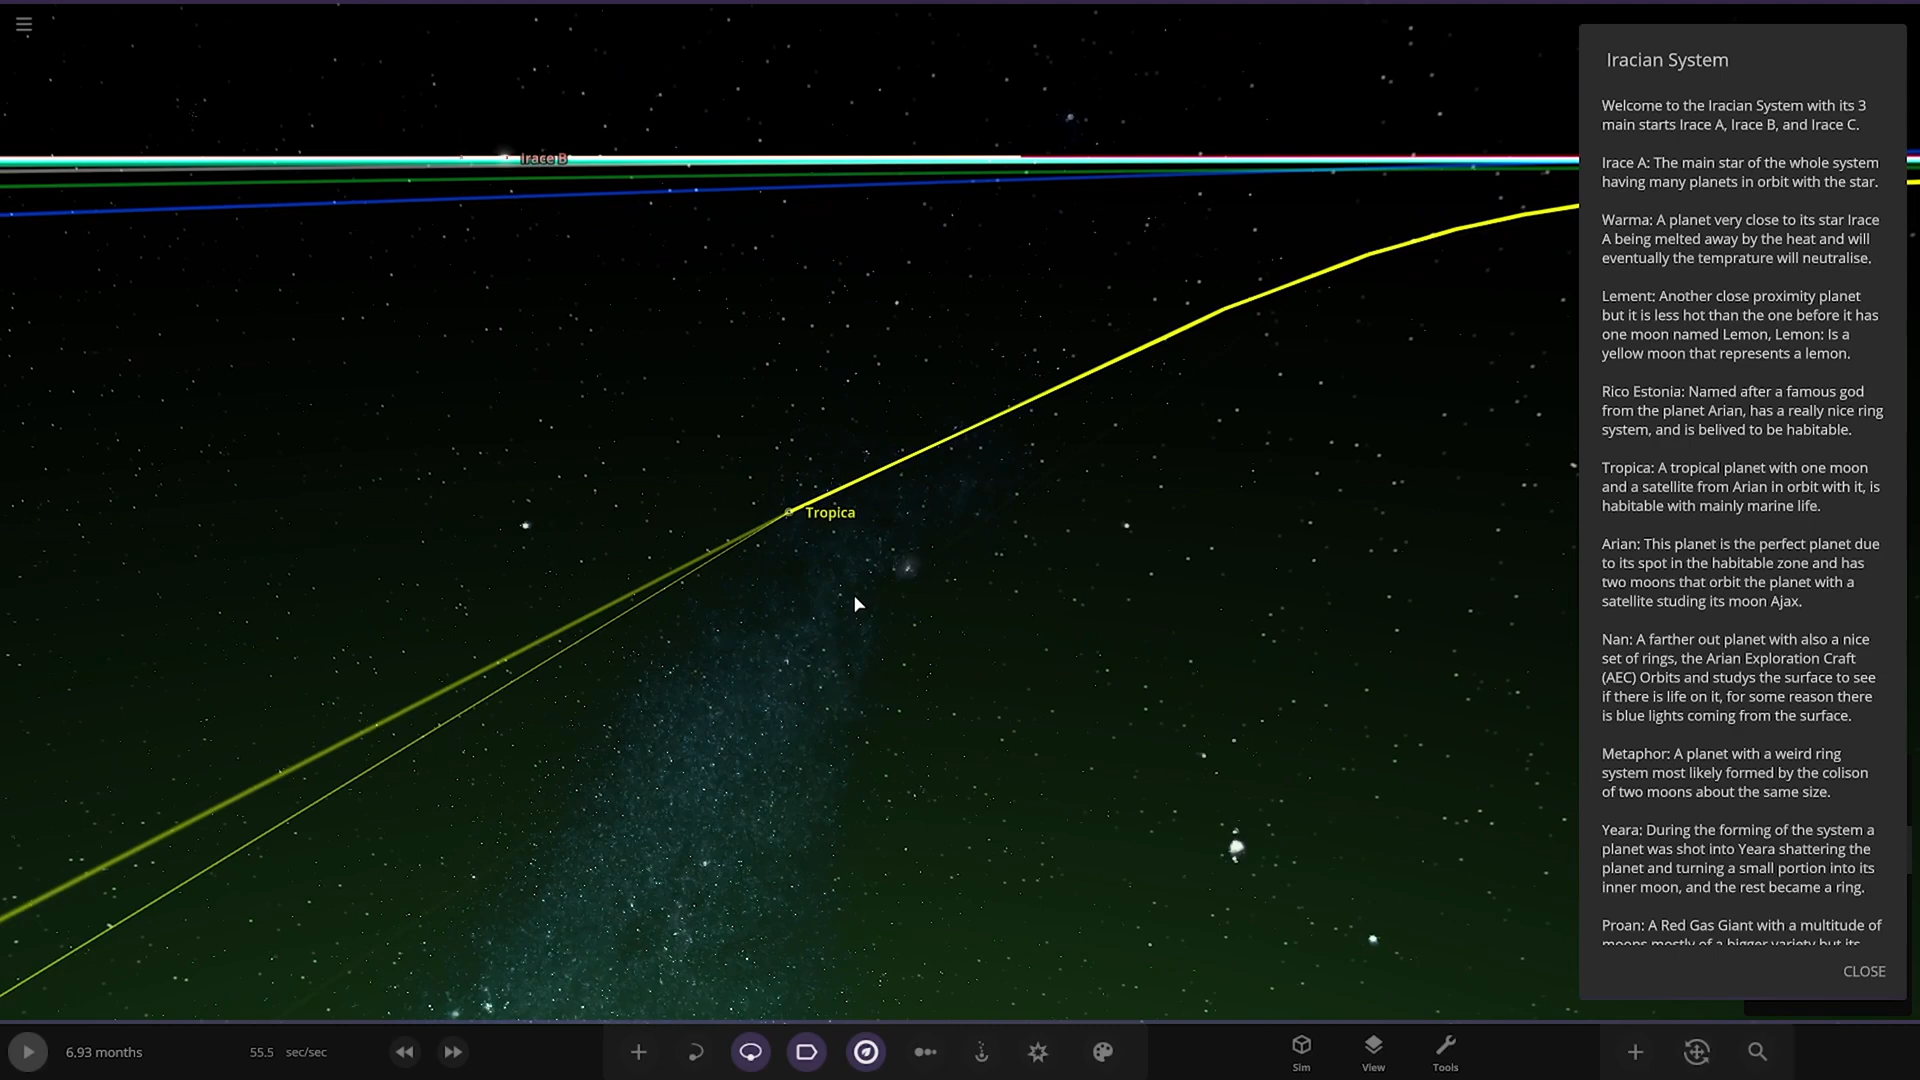 Iracian System
Welcome to the Iracian System with its 3
main starts Irace A, Irace B, and Irace C.
Irace A: The main star of the whole system
having many planets in orbit with the star.
Warma: A planet very close to its star Irace
A being melted away by the heat and will
eventually the temprature will neutralise.
Lement: Another close proximity planet
but it is less hot than the one before it has
one moon named Lemon, Lemon: Is a
yellow moon that represents a lemon.
Rico Estonia: Named after a famous god
from the planet Arian, has a really nice ring
system, and is belived to be habitable.
Tropica: A tropical planet with one moon
and a satellite from Arian in orbit with it, is
habitable with mainly marine life.
Arian: This planet is the perfect planet due
to its spot in the habitable zone and has
two moons that orbit the planet with a
satellite studing its moon Ajax.
Nan: A farther out planet with also a nice
set of rings, the Arian Exploration Craft
(AEC) Orbits and studys the surface to see
if there is life on it, for some reason there
is blue lights coming from the surface.
Metaphor: A planet with a weird ring
system most likely formed by the colison
of two moons about the same size.
Yeara: During the forming of the system a
planet was shot into Yeara shattering the
planet and turning a small portion into its
inner moon, and the rest became a ring.
Proan: A Red Gas Giant with a multitude of
moons mostly of a bigger variety but its
CLOSE
Irace B
Tropica
6.93 months
55.5 sec/sec
Sim
View
Tools